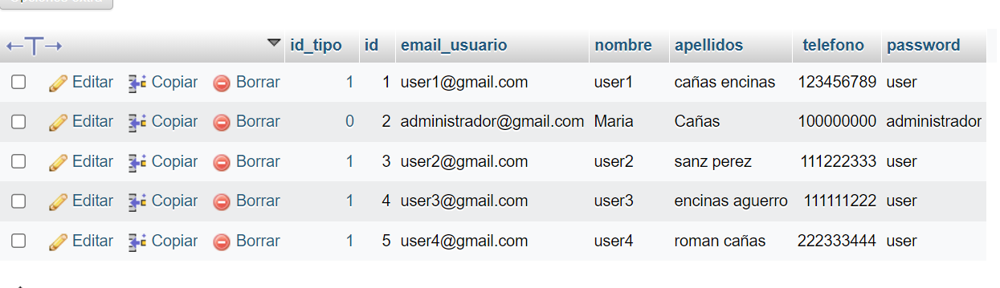 Opciones extra
id_tipo id email_usuario nombre apellidos telefono password
Editar Copiar Borrar 1 1 user1@gmail.com user1 cañas encinas 123456789 user
Editar Copiar Borrar 0 2 administrador@gmail.com Maria Cañas 100000000 administrador
Editar Copiar Borrar 1 3 user2@gmail.com user2 sanz perez 111222333 user
Editar Copiar Borrar 1 4 user3@gmail.com user3 encinas aguerro 111111222 user
Editar Copiar Borrar 1 5 user4@gmail.com user4 roman cañas 222333444 user